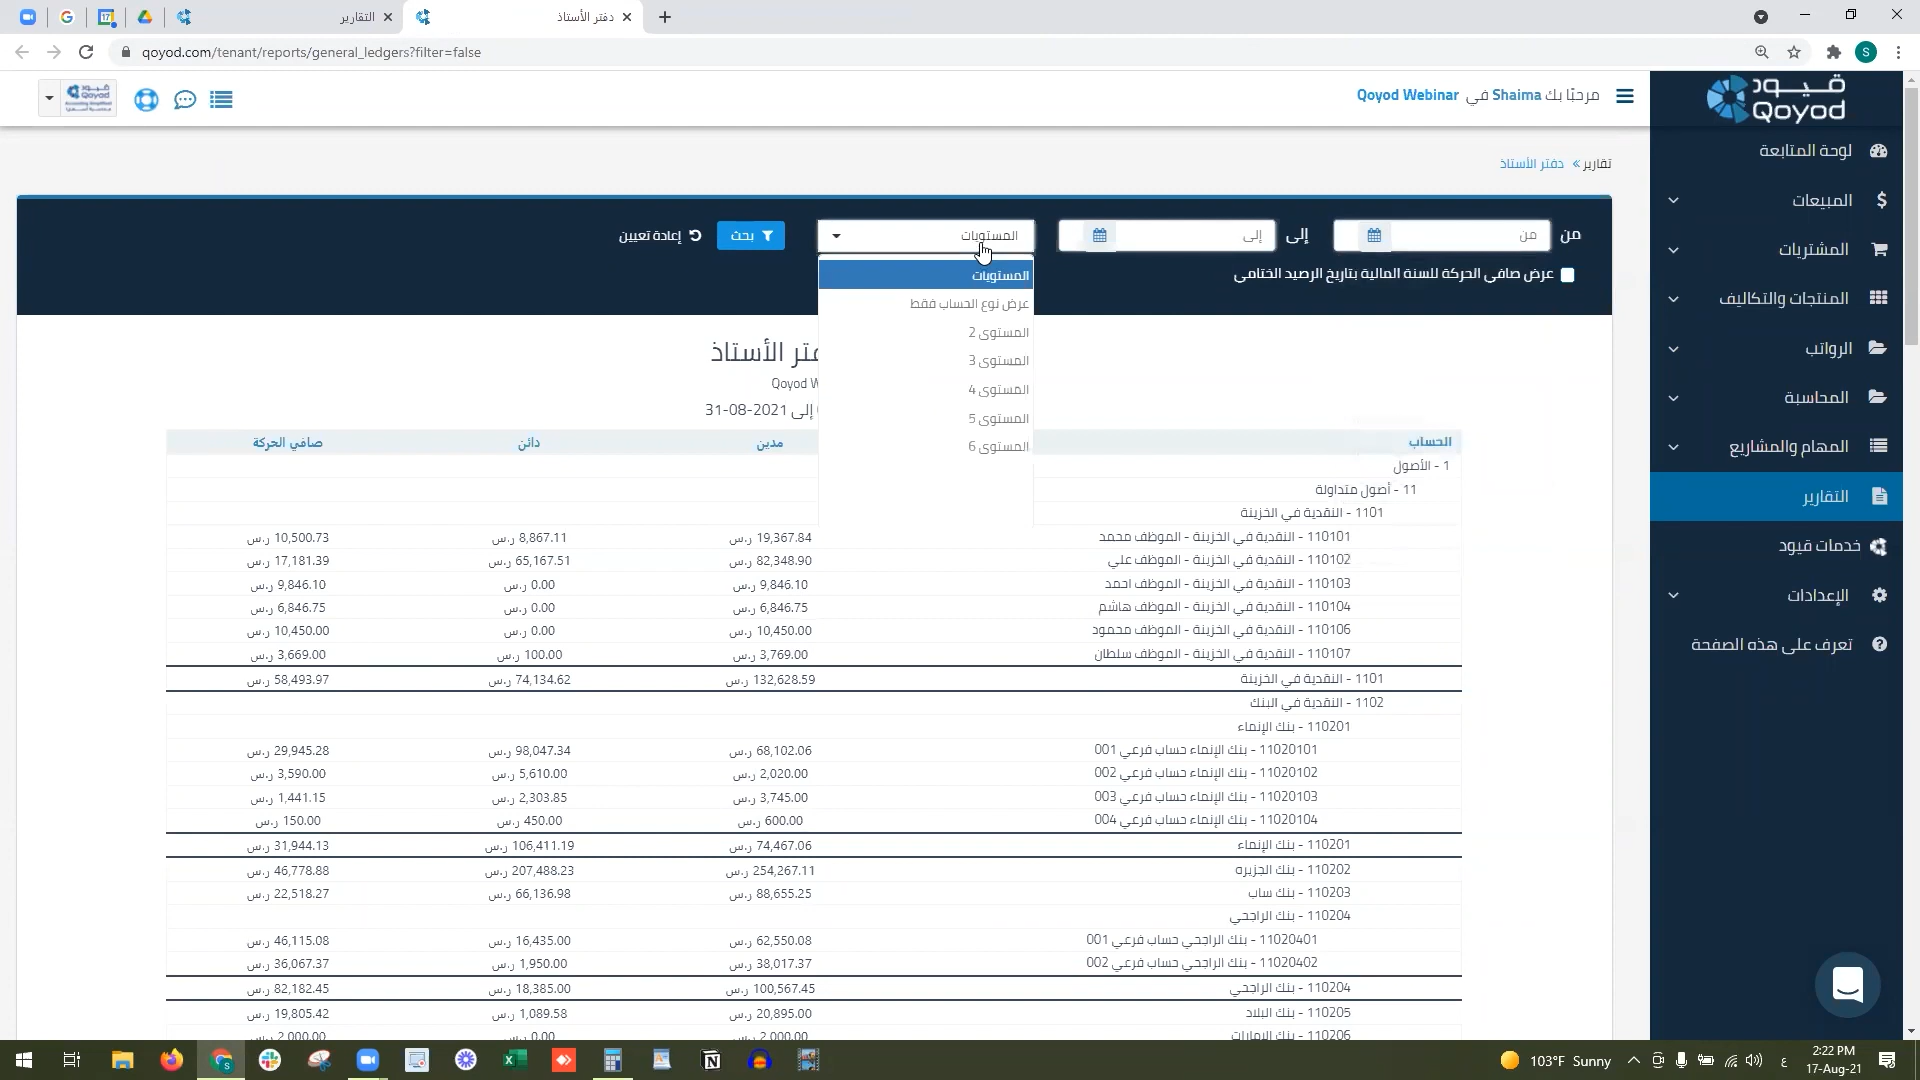 التقارير
دفتر الأستاذ
qoyod.com/tenant/reports/general_ledgers?filter=false
S
مرحبًا بك Shaima في Qoyod Webinar
قيود
Qoyod
لوحة المتابعة
المبيعات
المشتريات
المنتجات والتكاليف
الرواتب
المحاسبة
المهام والمشاريع
التقارير
خدمات قيود
الإعدادات
تعرف على هذه الصفحة
تقارير » دفتر الأستاذ
من
من
إلى
إلى
المستويات
بحث
إعادة تعيين
عرض صافي الحركة للسنة المالية بتاريخ الرصيد الختامي
المستويات
عرض نوع الحساب فقط
المستوى 2
المستوى 3
المستوى 4
المستوى 5
المستوى 6
إلى 2021-08-31
الحساب مدين دائن صافي الحركة
1 - الأصول
11 - أصول متداولة
1101 - النقدية في الخزينة
110101 - النقدية في الخزينة - الموظف محمد 19,367.84 ر.س 8,867.11 ر.س 10,500.73 ر.س
110102 - النقدية في الخزينة - الموظف علي 82,348.90 ر.س 65,167.51 ر.س 17,181.39 ر.س
110103 - النقدية في الخزينة - الموظف احمد 9,846.10 ر.س 0.00 ر.س 9,846.10 ر.س
110104 - النقدية في الخزينة - الموظف هاشم 6,846.75 ر.س 0.00 ر.س 6,846.75 ر.س
110106 - النقدية في الخزينة - الموظف محمود 10,450.00 ر.س 0.00 ر.س 10,450.00 ر.س
110107 - النقدية في الخزينة - الموظف سلطان 3,769.00 ر.س 100.00 ر.س 3,669.00 ر.س
1101 - النقدية في الخزينة 132,628.59 ر.س 74,134.62 ر.س 58,493.97 ر.س
1102 - النقدية في البنك
110201 - بنك الإنماء
11020101 - بنك الإنماء حساب فرعي 001 68,102.06 ر.س 98,047.34 ر.س 29,945.28 ر.س
11020102 - بنك الإنماء حساب فرعي 002 2,020.00 ر.س 5,610.00 ر.س 3,590.00 ر.س
11020103 - بنك الإنماء حساب فرعي 003 3,745.00 ر.س 2,303.85 ر.س 1,441.15 ر.س
11020104 - بنك الإنماء حساب فرعي 004 600.00 ر.س 450.00 ر.س 150.00 ر.س
110201 - بنك الإنماء 74,467.06 ر.س 106,411.19 ر.س 31,944.13 ر.س
110202 - بنك الجزيره 254,267.11 ر.س 207,488.23 ر.س 46,778.88 ر.س
110203 - بنك ساب 88,655.25 ر.س 66,136.98 ر.س 22,518.27 ر.س
110204 - بنك الراجحي
11020401 - بنك الراجحي حساب فرعي 001 62,550.08 ر.س 16,435.00 ر.س 46,115.08 ر.س
11020402 - بنك الراجحي حساب فرعي 002 38,017.37 ر.س 1,950.00 ر.س 36,067.37 ر.س
110204 - بنك الراجحي 100,567.45 ر.س 18,385.00 ر.س 82,182.45 ر.س
110205 - بنك البلاد 20,895.00 ر.س 1,089.58 ر.س 19,805.42 ر.س
110206 - بنك الامارات 2,000.00 ر.س 0.00 ر.س 2,000.00 ر.س
103°F Sunny
ع
2:22 PM
17-Aug-21